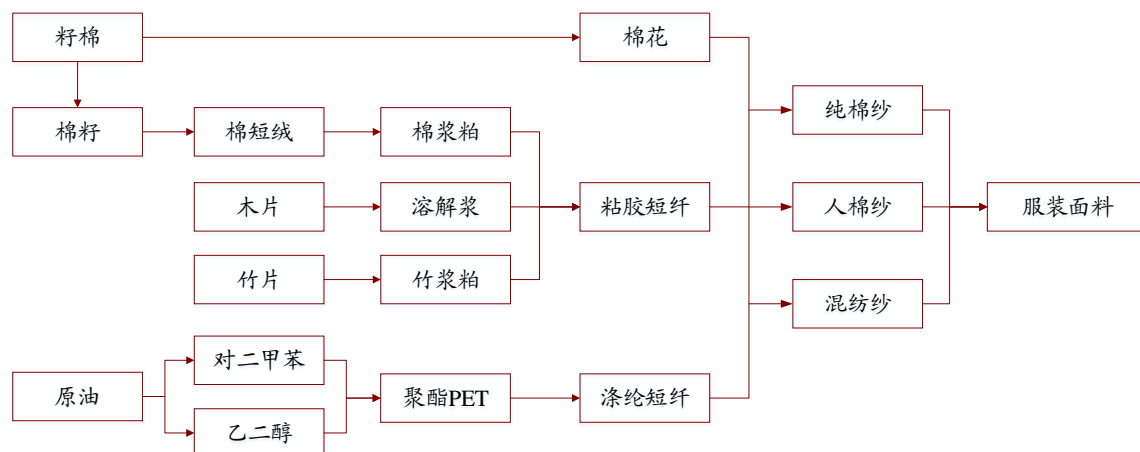 籽棉
棉花
棉籽
棉短绒
棉浆粕
纯棉纱
木片
溶解浆
粘胶短纤
人棉纱
服装面料
竹片
竹浆粕
混纺纱
对二甲苯
原油
聚酯PET
涤纶短纤
乙二醇